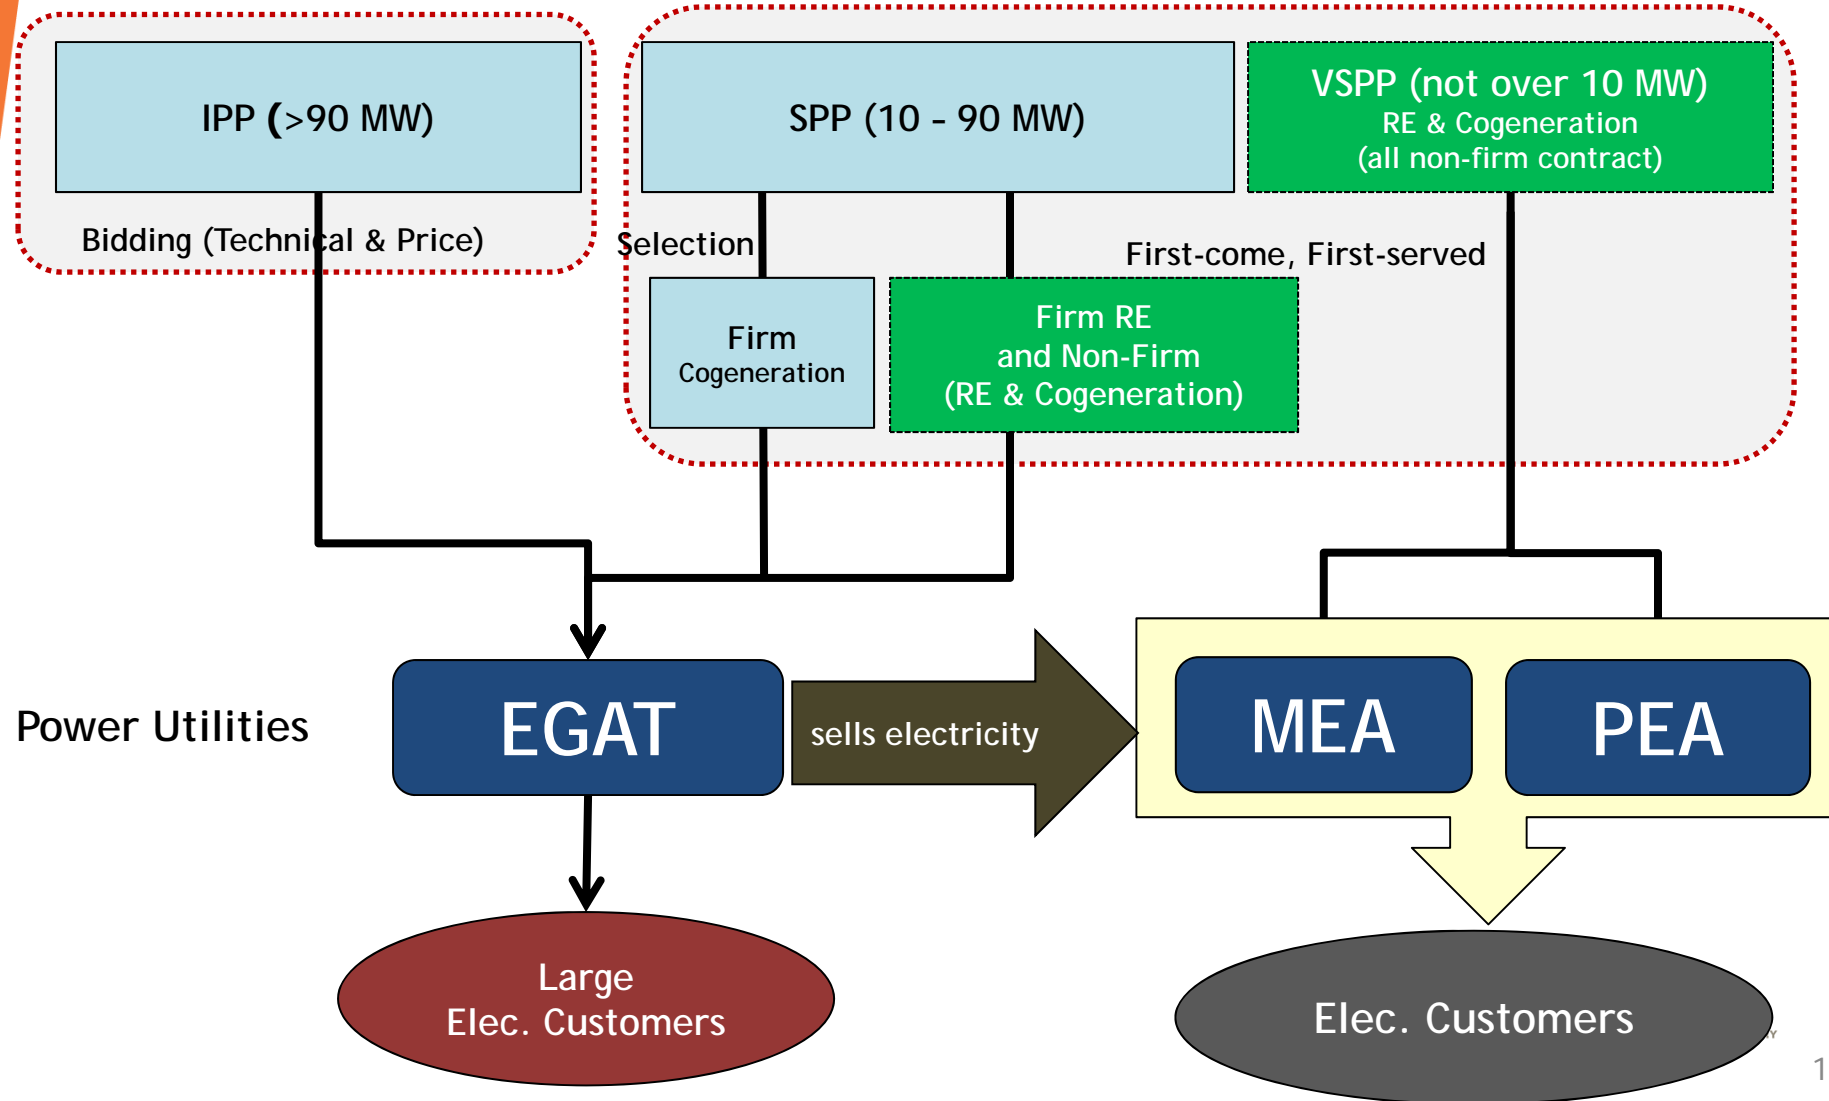 IPP (>90 MW)
SPP (10 – 90 MW)
VSPP (not over 10 MW)
RE & Cogeneration
(all non-firm contract)
Bidding (Technical & Price)
Selection
First-come, First-served
Firm
Cogeneration
Firm RE
and Non-Firm
(RE & Cogeneration)
Power Utilities
EGAT
sells electricity
MEA
PEA
Large
Elec. Customers
Elec. Customers
1